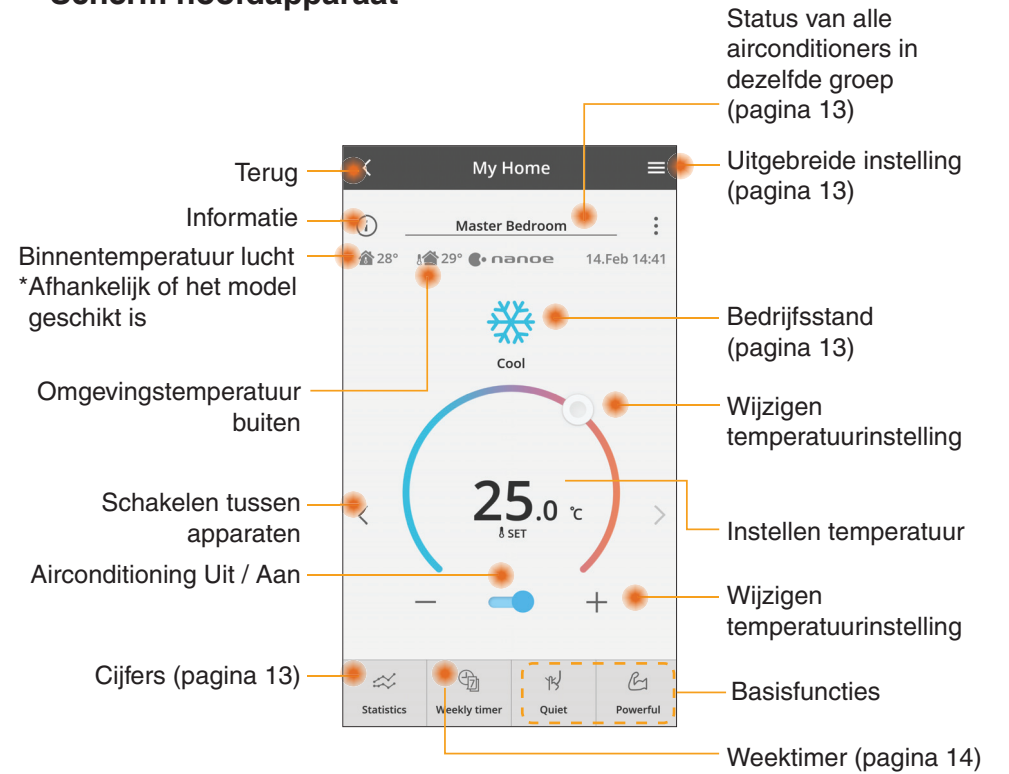 Scherm hoofdapparaat
Status van alle
airconditioners in
dezelfde groep
(pagina 13)
Uitgebreide instelling
(pagina 13)
Terug
Informatie
Binnentemperatuur lucht
*Afhankelijk of het model
geschikt is
Omgevingstemperatuur
buiten
Schakelen tussen
apparaten
Airconditioning Uit / Aan
Cijfers (pagina 13)
My Home
Master Bedroom
28° 29° nanoe 14.Feb 14:41
Cool
25.0 °C
SET
Statistics
7
Weekly timer
Quiet
Powerful
Bedrijfsstand
(pagina 13)
Wijzigen
temperatuurinstelling
Instellen temperatuur
Wijzigen
temperatuurinstelling
Basisfuncties
Weektimer (pagina 14)